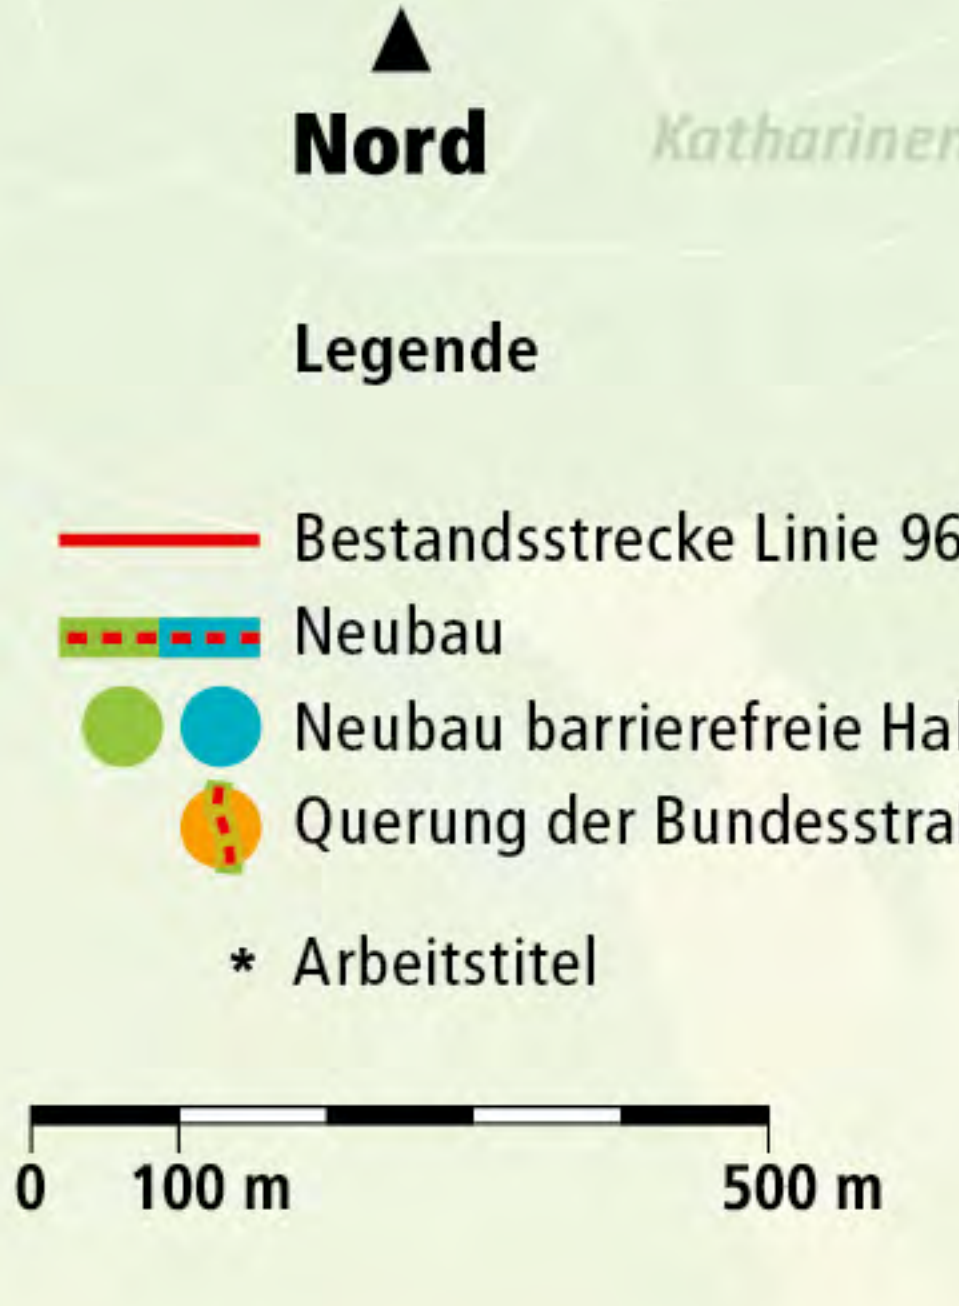 Nord
Katharinen
Legende
Bestandsstrecke Linie 96
Neubau
Neubau barrierefreie Hal
Querung der Bundesstra
* Arbeitstitel
0 100 m 500 m